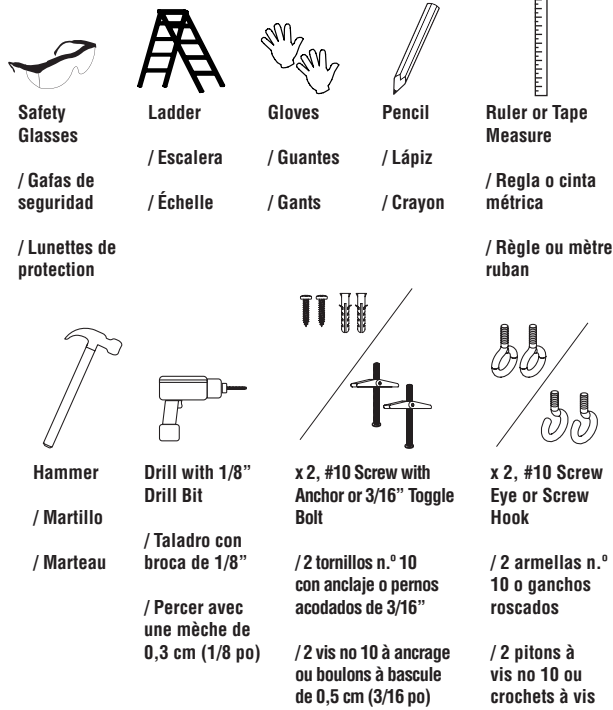 Safety
Glasses
/ Gafas de
seguridad
/ Lunettes de
protection
Ladder
/ Escalera
/ Échelle
Gloves
/ Guantes
/ Gants
Pencil
/ Lápiz
/ Crayon
Ruler or Tape
Measure
/ Regla o cinta
métrica
/ Règle ou mètre
ruban
Hammer
/ Martillo
/ Marteau
Drill with 1/8”
Drill Bit
/ Taladro con
broca de 1/8”
/ Percer avec
une mèche de
0,3 cm (1/8 po)
x 2, #10 Screw with
Anchor or 3/16” Toggle
Bolt
/ 2 tornillos n.º 10
con anclaje o pernos
acodados de 3/16”
/ 2 vis no 10 à ancrage
ou boulons à bascule
de 0,5 cm (3/16 po)
x 2, #10 Screw
Eye or Screw
Hook
/ 2 armellas n.º
10 o ganchos
roscados
/ 2 pitons à
vis no 10 ou
crochets à vis